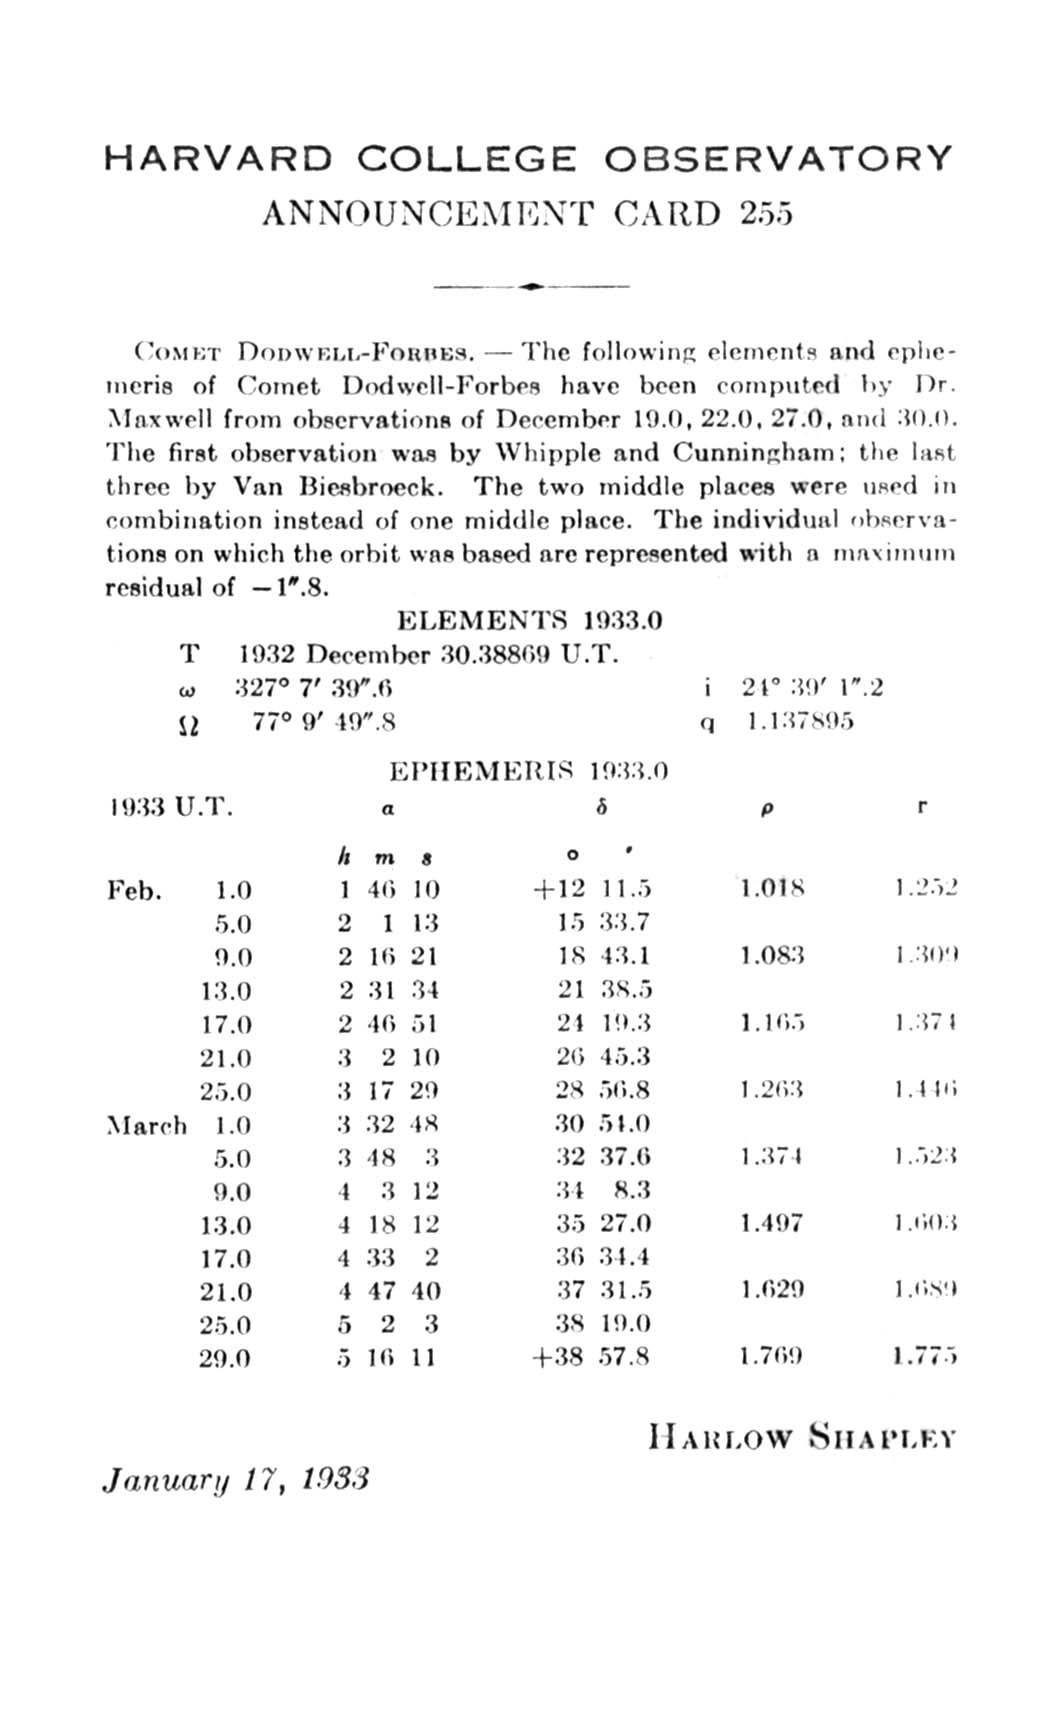 HARVARD COLLEGE OBSERVATORY
ANNOUNCEMENT CARD 255
COMET DODWELL-FORBES. — The following elements and ephe-
meris of Comet Dodwell-Forbes have been computed by Dr.
Maxwell from observations of December 19.0, 22.0, 27.0, and 30.0.
The first observation was by Whipple and Cunningham; the last
three by Van Biesbroeck. The two middle places were used in
combination instead of one middle place. The individual observa-
tions on which the orbit was based are represented with a maximum
residual of —1″.8.
ELEMENTS 1933.0
T 1932 December 30.38869 U.T.
ω 327° 7′ 39″.6 i 24° 39′ 1″.2
Ω 77° 9′ 49″.8 q 1.137895
EPHEMERIS 1933.0
1933 U.T. α δ ρ r
h m s ° ′
Feb. 1.0 1 46 10 +12 11.5 1.018 1.252
5.0 2 1 13 15 33.7
9.0 2 16 21 18 43.1 1.083 1.309
13.0 2 31 34 21 38.5
17.0 2 46 51 24 19.3 1.165 1.374
21.0 3 2 10 26 45.3
25.0 3 17 29 28 56.8 1.263 1.446
March 1.0 3 32 48 30 54.0
5.0 3 48 3 32 37.6 1.374 1.523
9.0 4 3 12 34 8.3
13.0 4 18 12 35 27.0 1.497 1.603
17.0 4 33 2 36 34.4
21.0 4 47 40 37 31.5 1.629 1.689
25.0 5 2 3 38 19.0
29.0 5 16 11 +38 57.8 1.769 1.775
HARLOW SHAPLEY
January 17, 1933